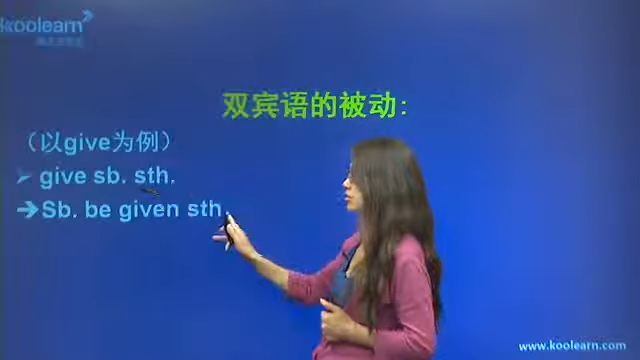 koolearn
双宾语的被动:
(以give为例)
➢ give sb. sth.
➔Sb. be given sth.
www.koolearn.com